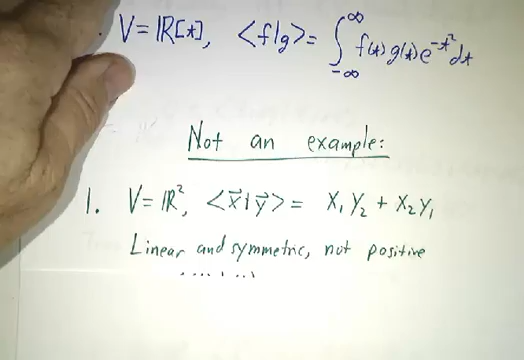 V = ℝ[t], <f|g> = ∫_{-∞}^{∞} f(t) g(t) e^{-t²} dt
Not an example:
1. V = ℝ², <x⃗|y⃗> = X₁Y₂ + X₂Y₁
Linear and symmetric, not positive